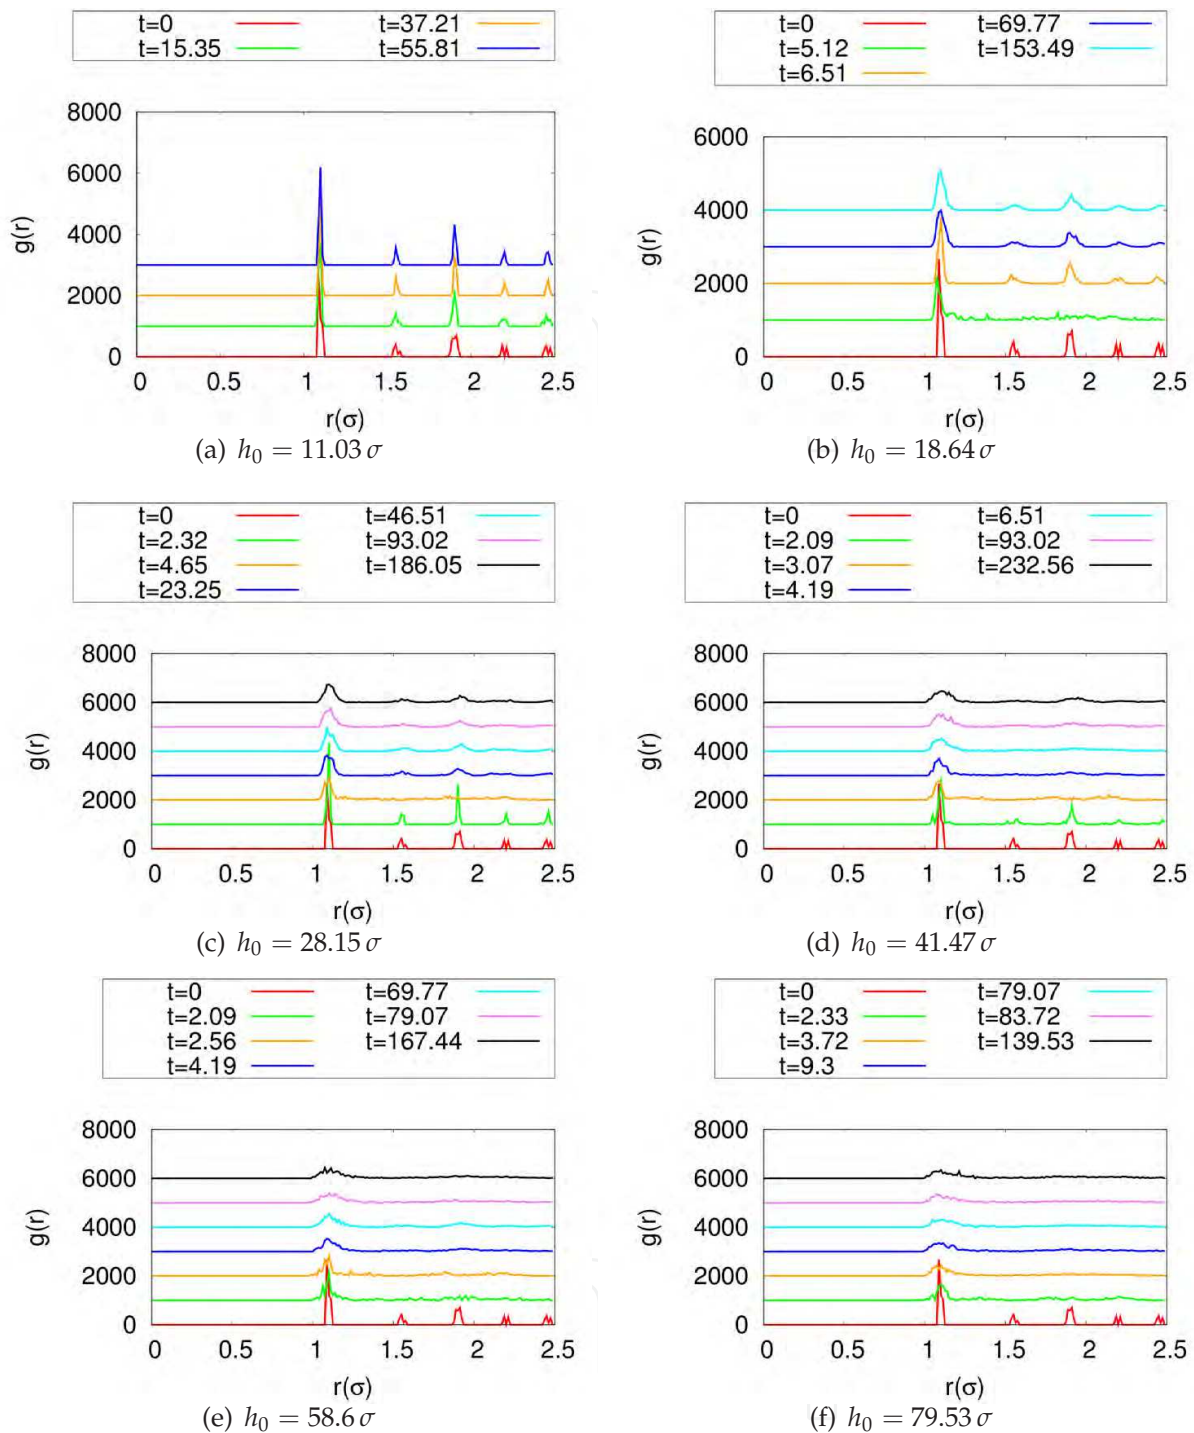 t=0 t=37.21
t=15.35 t=55.81
8000
6000
4000
2000
0
g(r)
0 0.5 1 1.5 2 2.5
r(σ)
(a) h₀ = 11.03 σ
t=0 t=69.77
t=5.12 t=153.49
t=6.51
6000
4000
2000
0
g(r)
0 0.5 1 1.5 2 2.5
r(σ)
(b) h₀ = 18.64 σ
t=0 t=46.51
t=2.32 t=93.02
t=4.65 t=186.05
t=23.25
8000
6000
4000
2000
0
g(r)
0 0.5 1 1.5 2 2.5
r(σ)
(c) h₀ = 28.15 σ
t=0 t=6.51
t=2.09 t=93.02
t=3.07 t=232.56
t=4.19
8000
6000
4000
2000
0
g(r)
0 0.5 1 1.5 2 2.5
r(σ)
(d) h₀ = 41.47 σ
t=0 t=69.77
t=2.09 t=79.07
t=2.56 t=167.44
t=4.19
8000
6000
4000
2000
0
g(r)
0 0.5 1 1.5 2 2.5
r(σ)
(e) h₀ = 58.6 σ
t=0 t=79.07
t=2.33 t=83.72
t=3.72 t=139.53
t=9.3
8000
6000
4000
2000
0
g(r)
0 0.5 1 1.5 2 2.5
r(σ)
(f) h₀ = 79.53 σ